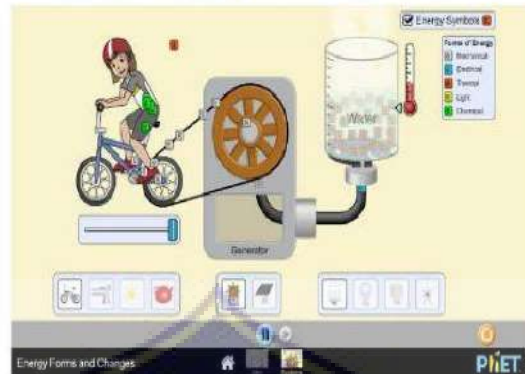 Energy Symbols E
Forms of Energy
E Mechanical
E Electrical
E Thermal
E Light
E Chemical
Water
Generator
Energy Forms and Changes
PhET